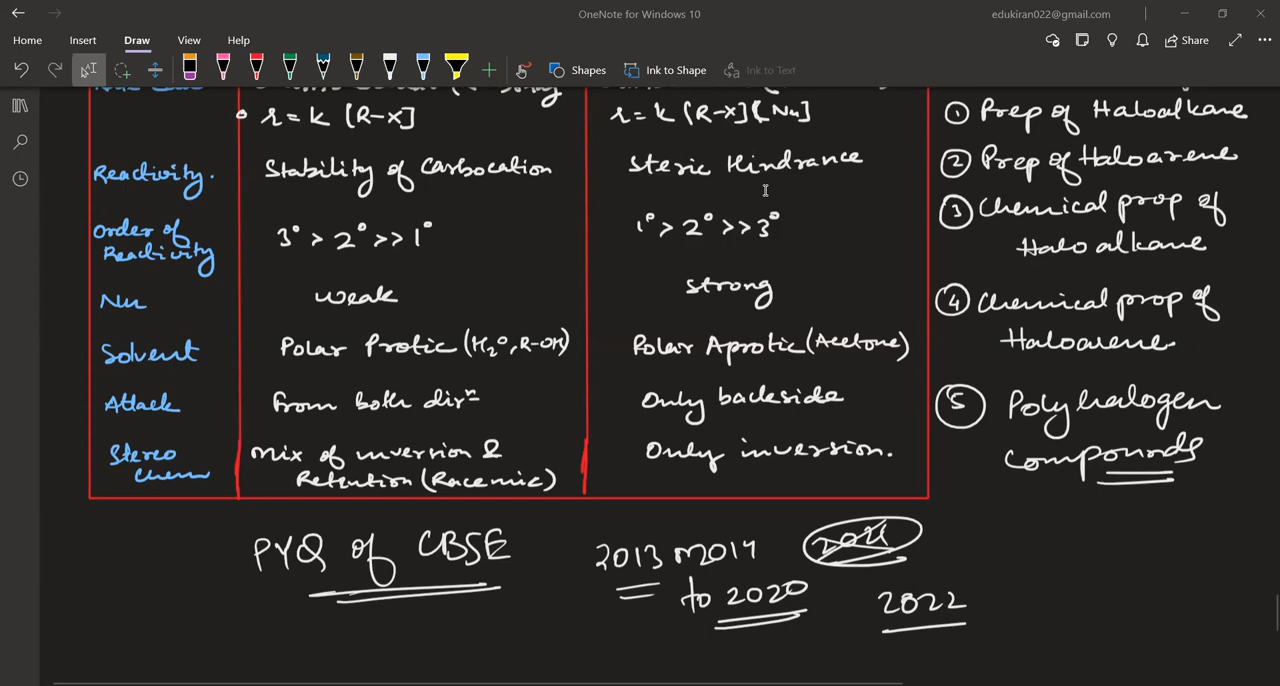 OneNote for Windows 10
edukiran022@gmail.com
Home Insert Draw View Help
Share
Shapes Ink to Shape Ink to Text
r = k [R-x]
r = k [R-x] [Nu]
Reactivity. Stability of Carbocation Steric Hindrance
Order of Reactivity 3° > 2° >> 1° 1° > 2° >> 3°
Nu weak strong
Solvent Polar Protic (H2O, R-OH) Polar Aprotic (Acetone)
Attack From both dirn Only backside
Stereo Chem Mix of inversion & Only inversion.
Retention (Racemic)
① Prep of Haloalkane
② Prep of Haloarene
③ Chemical prop of
Haloalkane
④ Chemical prop of
Haloarene
⑤ Polyhalogen
compounds
PYQ of CBSE 2013 or 2014
to 2020 2022